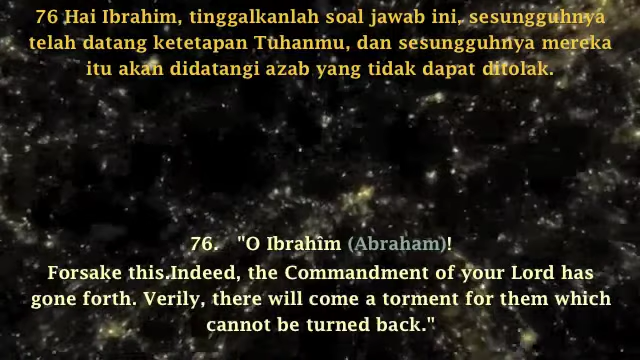 76 Hai Ibrahim, tinggalkanlah soal jawab ini, sesungguhnya
telah datang ketetapan Tuhanmu, dan sesungguhnya mereka
itu akan didatangi azab yang tidak dapat ditolak.
76. "O Ibrahîm (Abraham)!
Forsake this.Indeed, the Commandment of your Lord has
gone forth. Verily, there will come a torment for them which
cannot be turned back."